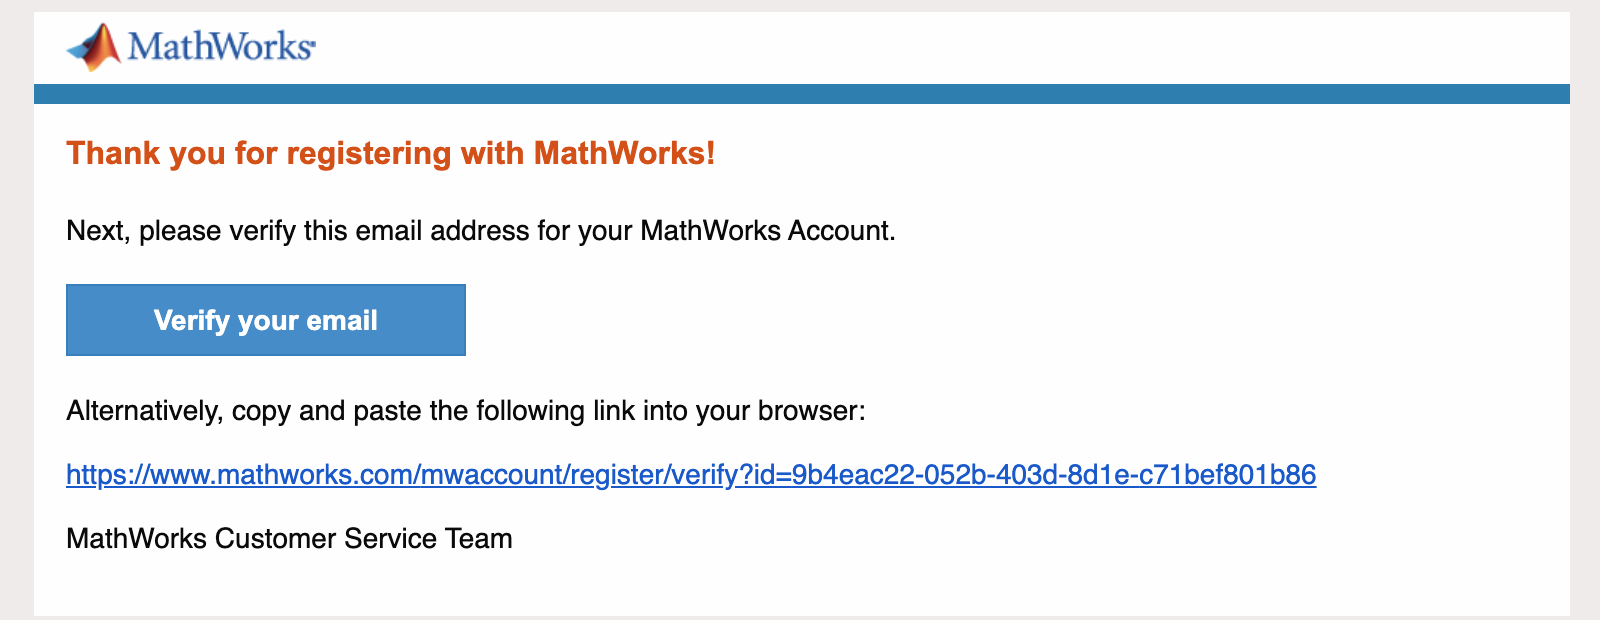 MathWorks
Thank you for registering with MathWorks!
Next, please verify this email address for your MathWorks Account.
Verify your email
Alternatively, copy and paste the following link into your browser:
https://www.mathworks.com/mwaccount/register/verify?id=9b4eac22-052b-403d-8d1e-c71bef801b86
MathWorks Customer Service Team